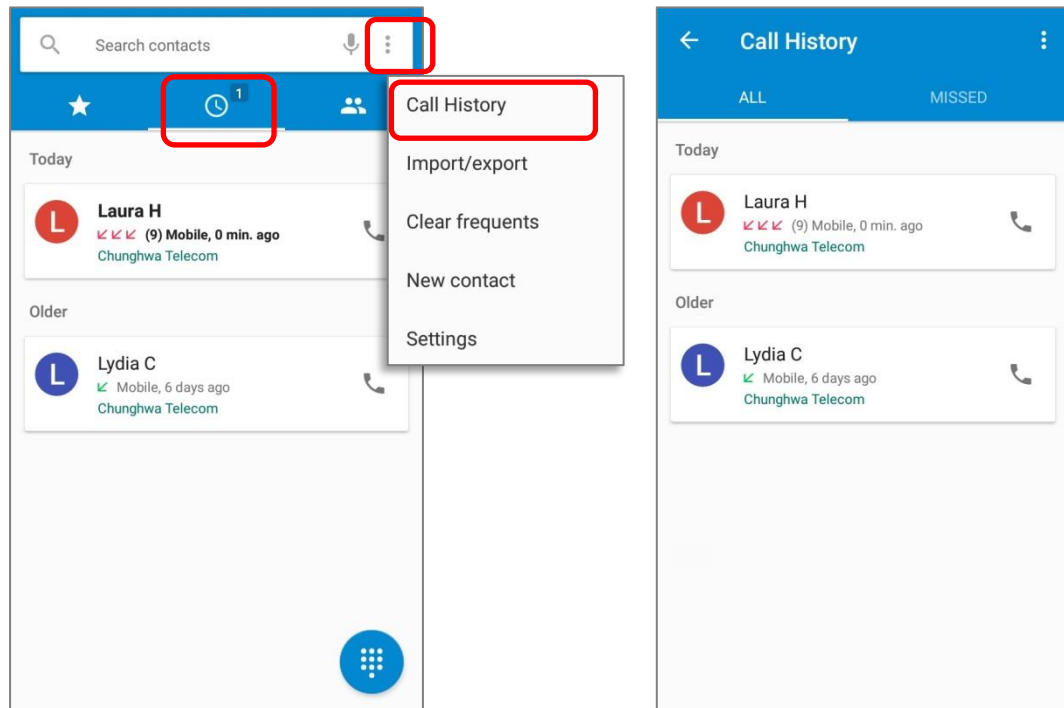 Search contacts
1
Today
L
Laura H
(9) Mobile, 0 min. ago
Chunghwa Telecom
Older
L
Lydia C
Mobile, 6 days ago
Chunghwa Telecom
Call History
Import/export
Clear frequents
New contact
Settings
Call History
ALL
MISSED
Today
L
Laura H
(9) Mobile, 0 min. ago
Chunghwa Telecom
Older
L
Lydia C
Mobile, 6 days ago
Chunghwa Telecom